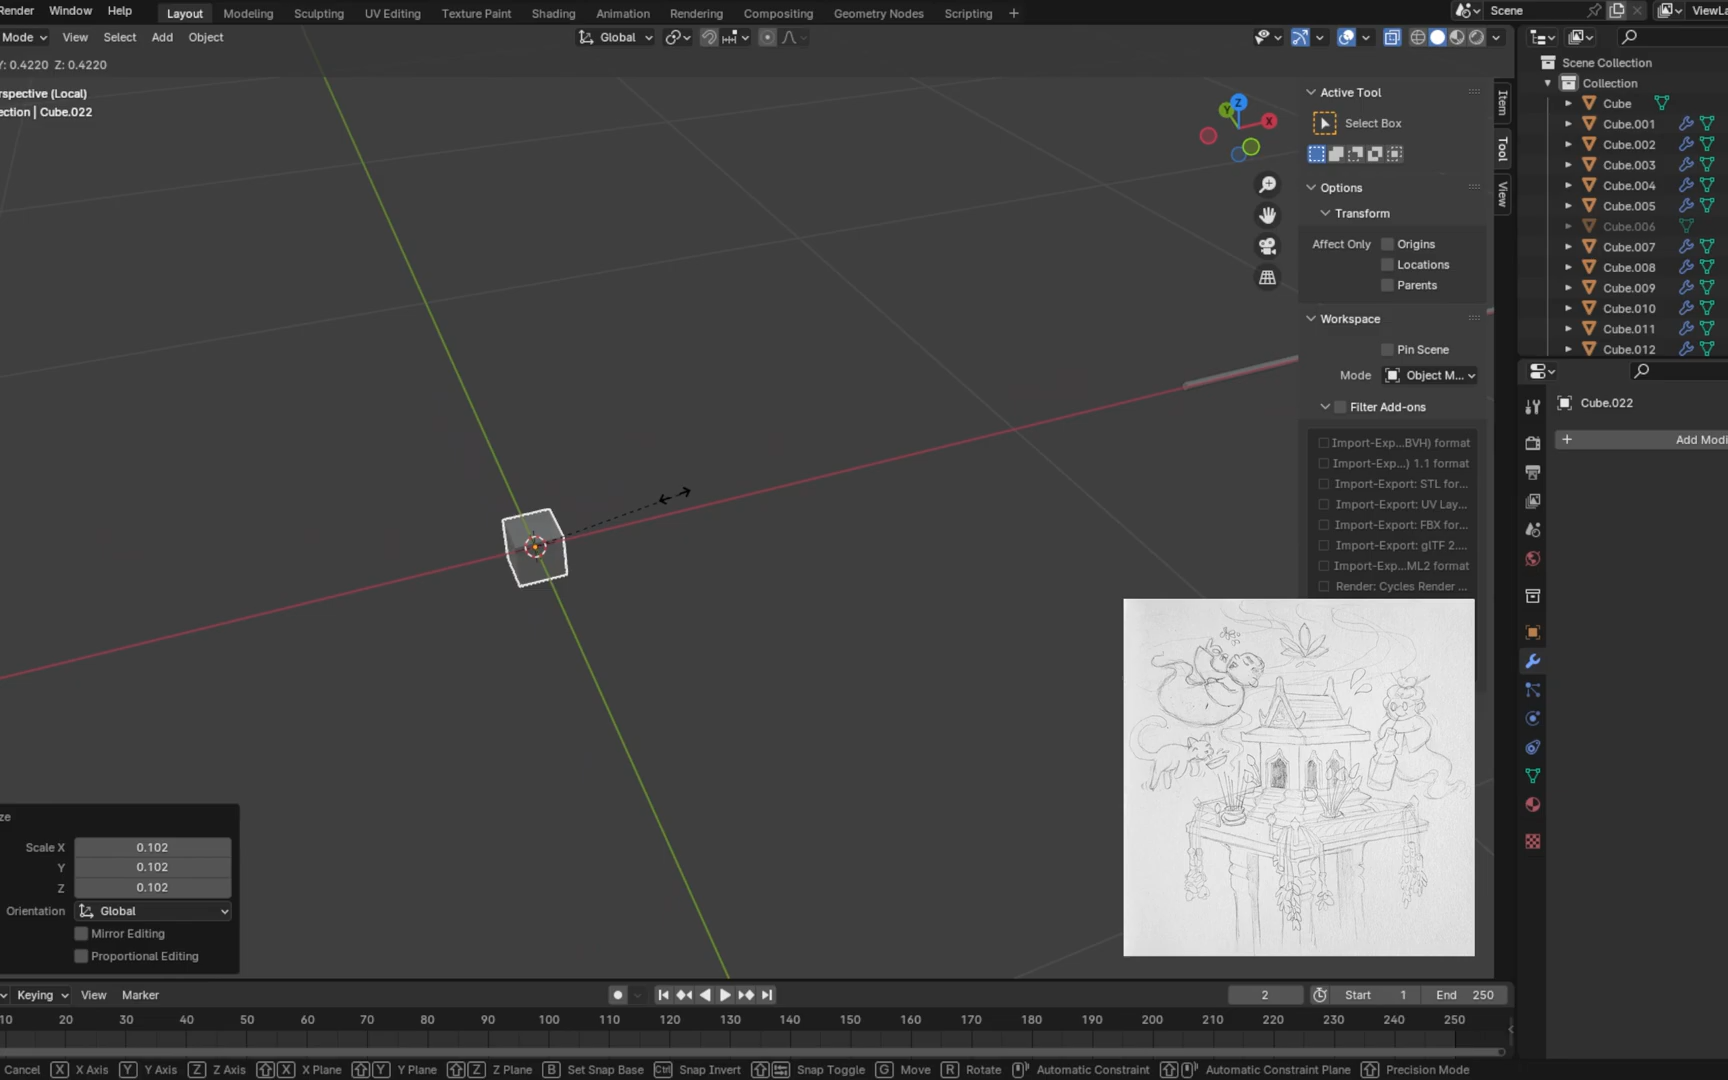 Render Window Help Layout Modeling Sculpting UV Editing Texture Paint Shading Animation Rendering Compositing Geometry Nodes Scripting + Scene
Mode View Select Add Object Global
Y: 0.4220 Z: 0.4220
(Local)
Cube.022
Z
Y
X
Active Tool
Select Box
Options
Transform
Affect Only Origins
Locations
Parents
Workspace
Pin Scene
Mode Object M...
Filter Add-ons
Import-Exp...BVH) format
Import-Exp...) 1.1 format
Import-Export: STL for...
Import-Export: UV Lay...
Import-Export: FBX for...
Import-Export: glTF 2....
Import-Exp...ML2 format
Render: Cycles Render ...
Item
Tool
View
Scene Collection
Collection
Cube
Cube.001
Cube.002
Cube.003
Cube.004
Cube.005
Cube.006
Cube.007
Cube.008
Cube.009
Cube.010
Cube.011
Cube.012
Cube.022
+ Add Modi
Scale X 0.102
Y 0.102
Z 0.102
Orientation Global
Mirror Editing
Proportional Editing
Keying View Marker 2 Start 1 End 250
10 20 30 40 50 60 70 80 90 100 110 120 130 140 150 160 170 180 190 200 210 220 230 240 250
Cancel X X Axis Y Y Axis Z Z Axis X X Plane Y Y Plane Z Z Plane B Set Snap Base Ctrl Snap Invert Snap Toggle G Move R Rotate Automatic Constraint Automatic Constraint Plane Precision Mode